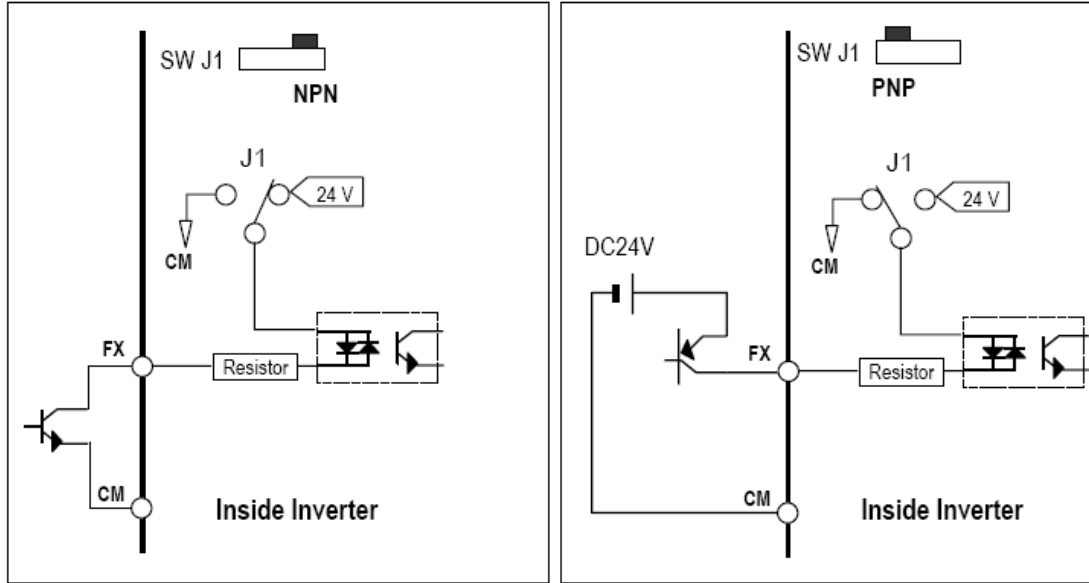 SW J1
NPN
J1
24 V
CM
FX
Resistor
CM
Inside Inverter
SW J1
PNP
J1
24 V
CM
DC24V
FX
Resistor
CM
Inside Inverter